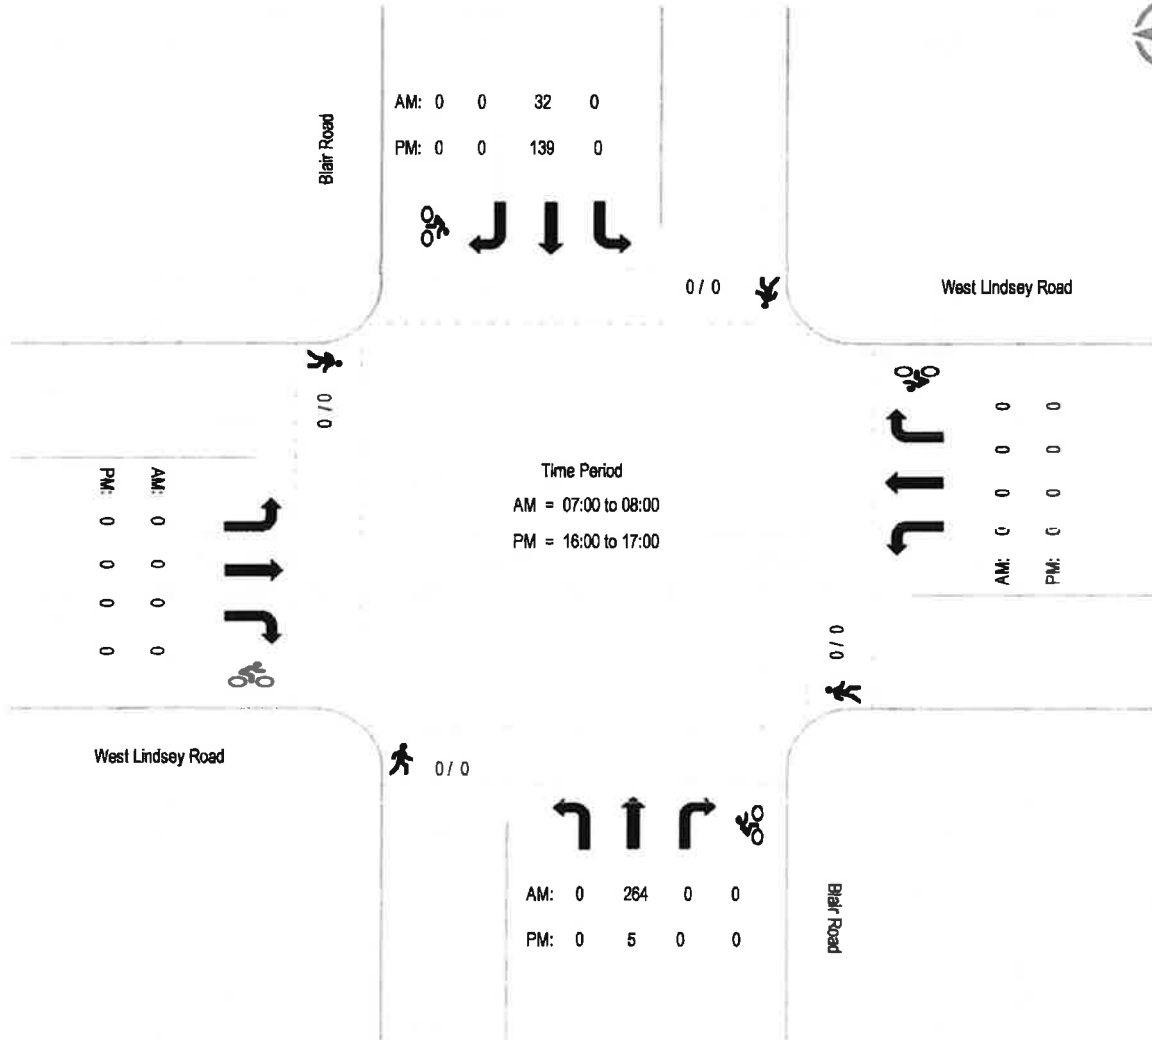 AM: 0 0 32 0
PM: 0 0 139 0
Blair Road
0 / 0
West Lindsey Road
0 / 0
PM: 0 0 0 0
AM: 0 0 0 0
Time Period
AM = 07:00 to 08:00
PM = 16:00 to 17:00
AM: 0 0 0 0
PM: 0 0 0 0
0 / 0
West Lindsey Road
0 / 0
AM: 0 264 0 0
PM: 0 5 0 0
Blair Road